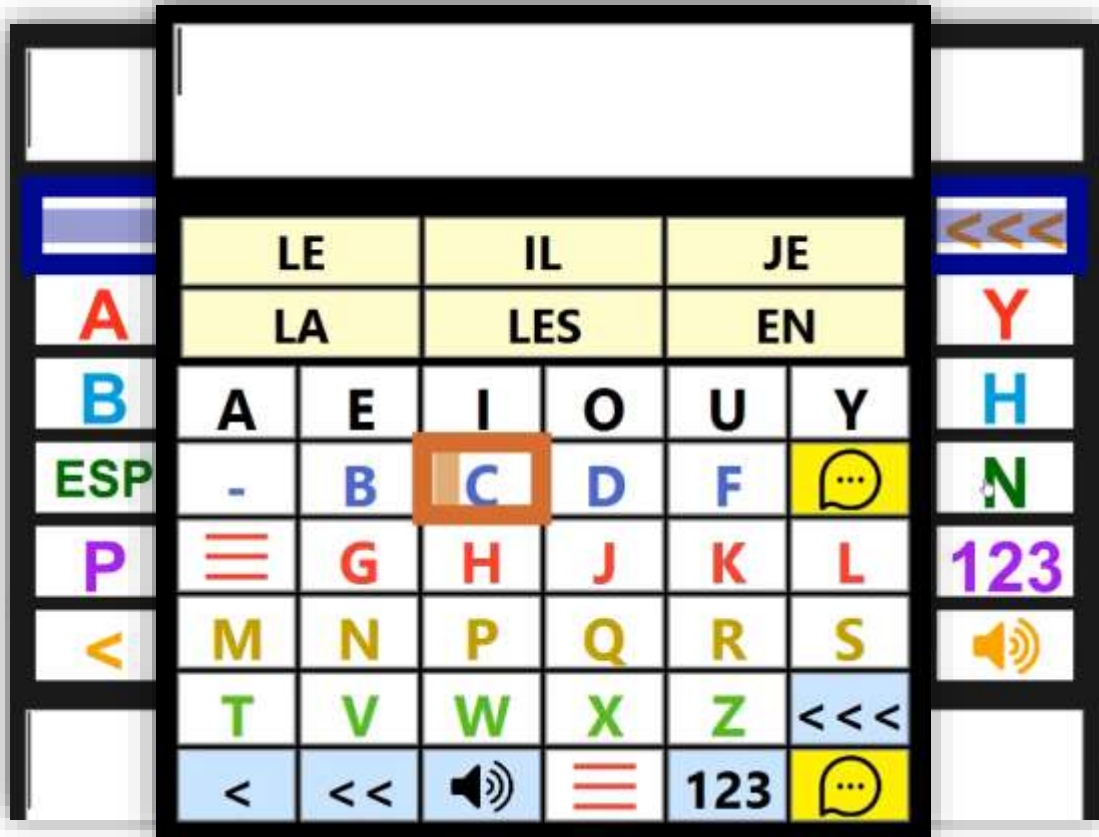 <<<
LE IL JE
LA LES EN
A Y
A E I O U Y
B H
- B C D F
ESP N
G H J K L
P 123
M N P Q R S
<
T V W X Z <<<
< << 123